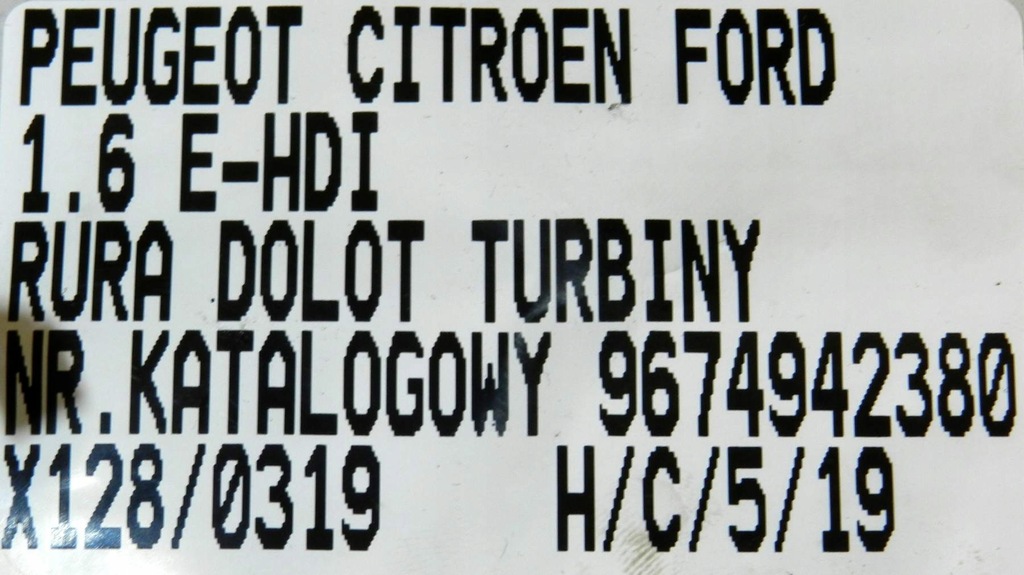 PEUGEOT CITROEN FORD
1.6 E-HDI
RURA DOLOT TURBINY
NR.KATALOGOWY 9674942380
X128/0319 H/C/5/19